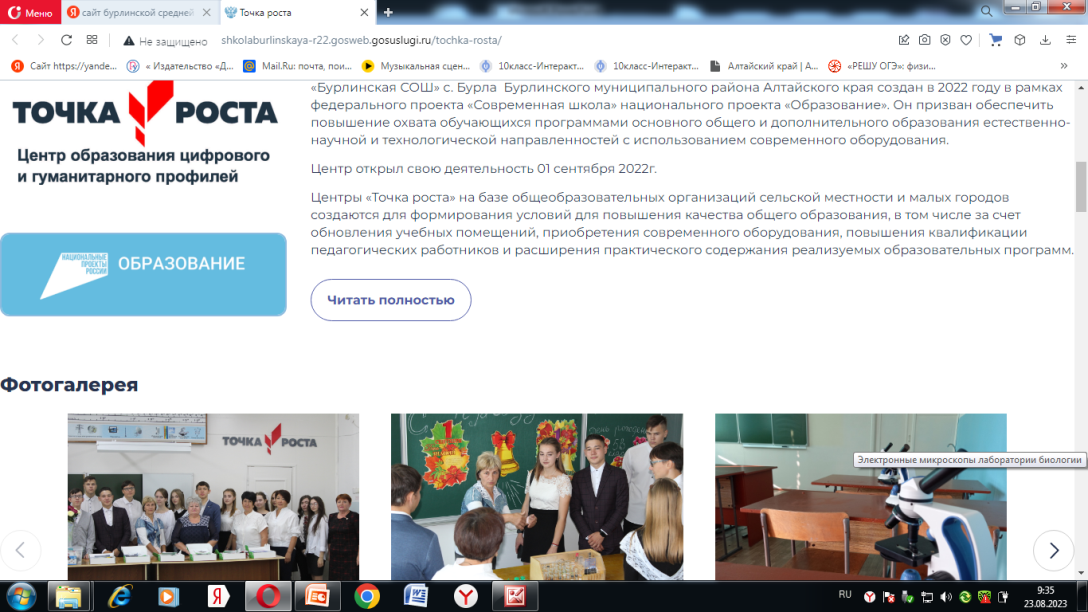 Меню
сайт бурлинской средней
Точка роста
Не защищено
shkolaburlinskaya-r22.gosweb.gosuslugi.ru/tochka-rosta/
Сайт https://yande...
« Издательство «Д...
Mail.Ru: почта, пои...
Музыкальная сцен...
10класс-Интеракт...
10класс-Интеракт...
Алтайский край | А...
«РЕШУ ОГЭ»: физи...
»
ТОЧКА РОСТА
Центр образования цифрового
и гуманитарного профилей
НАЦИОНАЛЬНЫЕ
ПРОЕКТЫ
РОССИИ
ОБРАЗОВАНИЕ
«Бурлинская СОШ» с. Бурла Бурлинского муниципального района Алтайского края создан в 2022 году в рамках
федерального проекта «Современная школа» национального проекта «Образование». Он призван обеспечить
повышение охвата обучающихся программами основного общего и дополнительного образования естественно-
научной и технологической направленностей с использованием современного оборудования.
Центр открыл свою деятельность 01 сентября 2022г.
Центры «Точка роста» на базе общеобразовательных организаций сельской местности и малых городов
создаются для формирования условий для повышения качества общего образования, в том числе за счет
обновления учебных помещений, приобретения современного оборудования, повышения квалификации
педагогических работников и расширения практического содержания реализуемых образовательных программ.
Читать полностью
Фотогалерея
ТОЧКА РОСТА
1
Электронные микроскопы лаборатории биологии
RU
9:35
23.08.2023